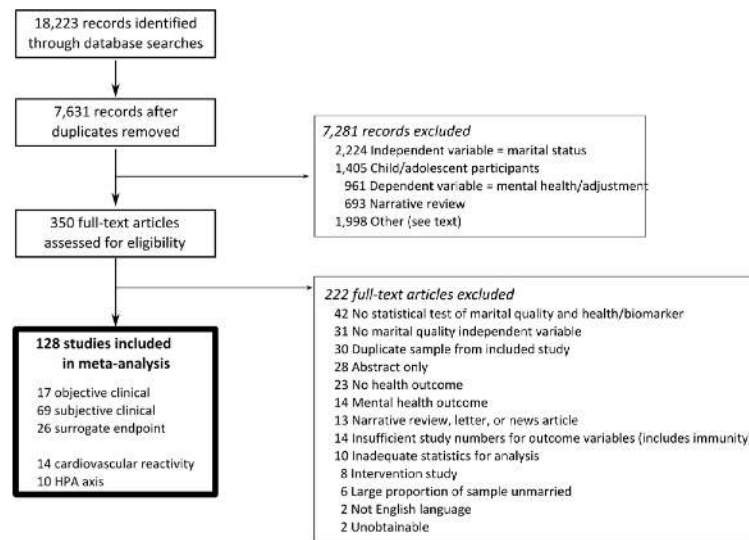 18,223 records identified
through database searches
7,631 records after
duplicates removed
7,281 records excluded
2,224 Independent variable = marital status
1,405 Child/adolescent participants
961 Dependent variable = mental health/adjustment
693 Narrative review
1,998 Other (see text)
350 full-text articles
assessed for eligibility
222 full-text articles excluded
42 No statistical test of marital quality and health/biomarker
31 No marital quality independent variable
30 Duplicate sample from included study
28 Abstract only
23 No health outcome
14 Mental health outcome
13 Narrative review, letter, or news article
14 Insufficient study numbers for outcome variables (includes immunity)
10 Inadequate statistics for analysis
8 Intervention study
6 Large proportion of sample unmarried
2 Not English language
2 Unobtainable
128 studies included
in meta-analysis
17 objective clinical
69 subjective clinical
26 surrogate endpoint
14 cardiovascular reactivity
10 HPA axis